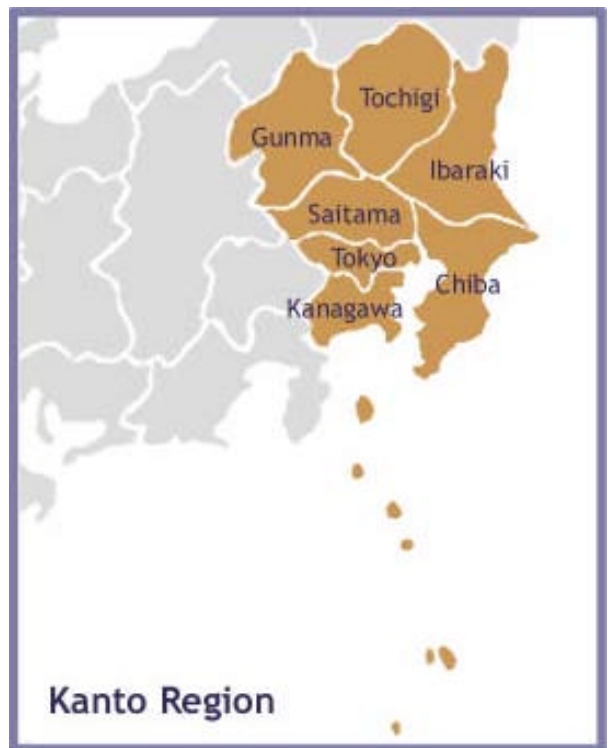 Tochigi
Gunma
Ibaraki
Saitama
Tokyo
Chiba
Kanagawa
Kanto Region